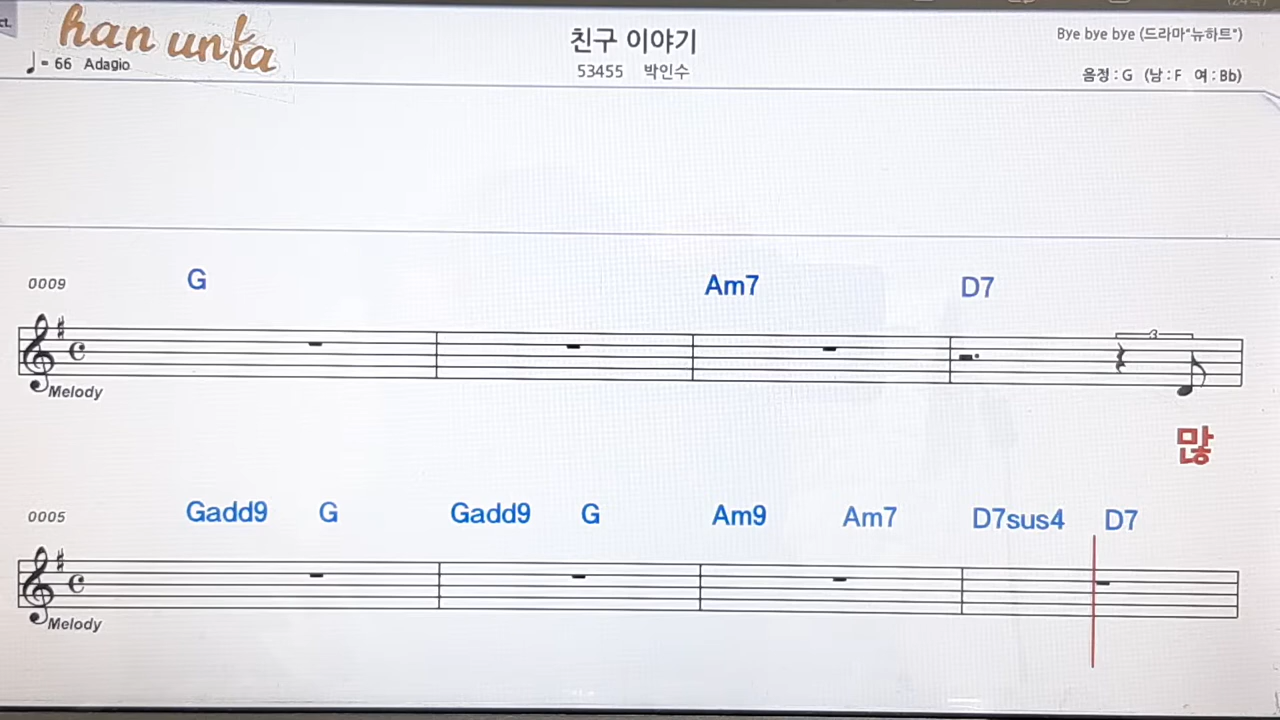 han unfa
♩= 66 Adagio
친구 이야기
53455 박인수
Bye bye bye (드라마"뉴하트")
음정 : G (남 : F 여 : Bb)
0009 G Am7 D7
3
Melody
많
0005 Gadd9 G Gadd9 G Am9 Am7 D7sus4 D7
Melody